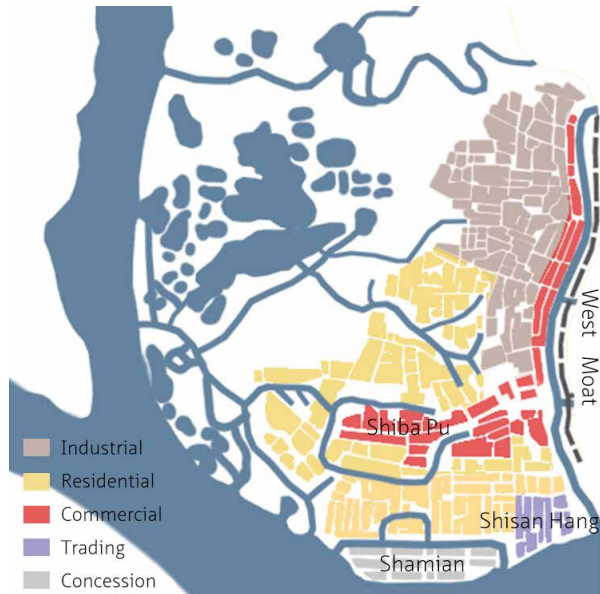 West Moat
Shiba Pu
Shisan Hang
Shamian
Industrial
Residential
Commercial
Trading
Concession